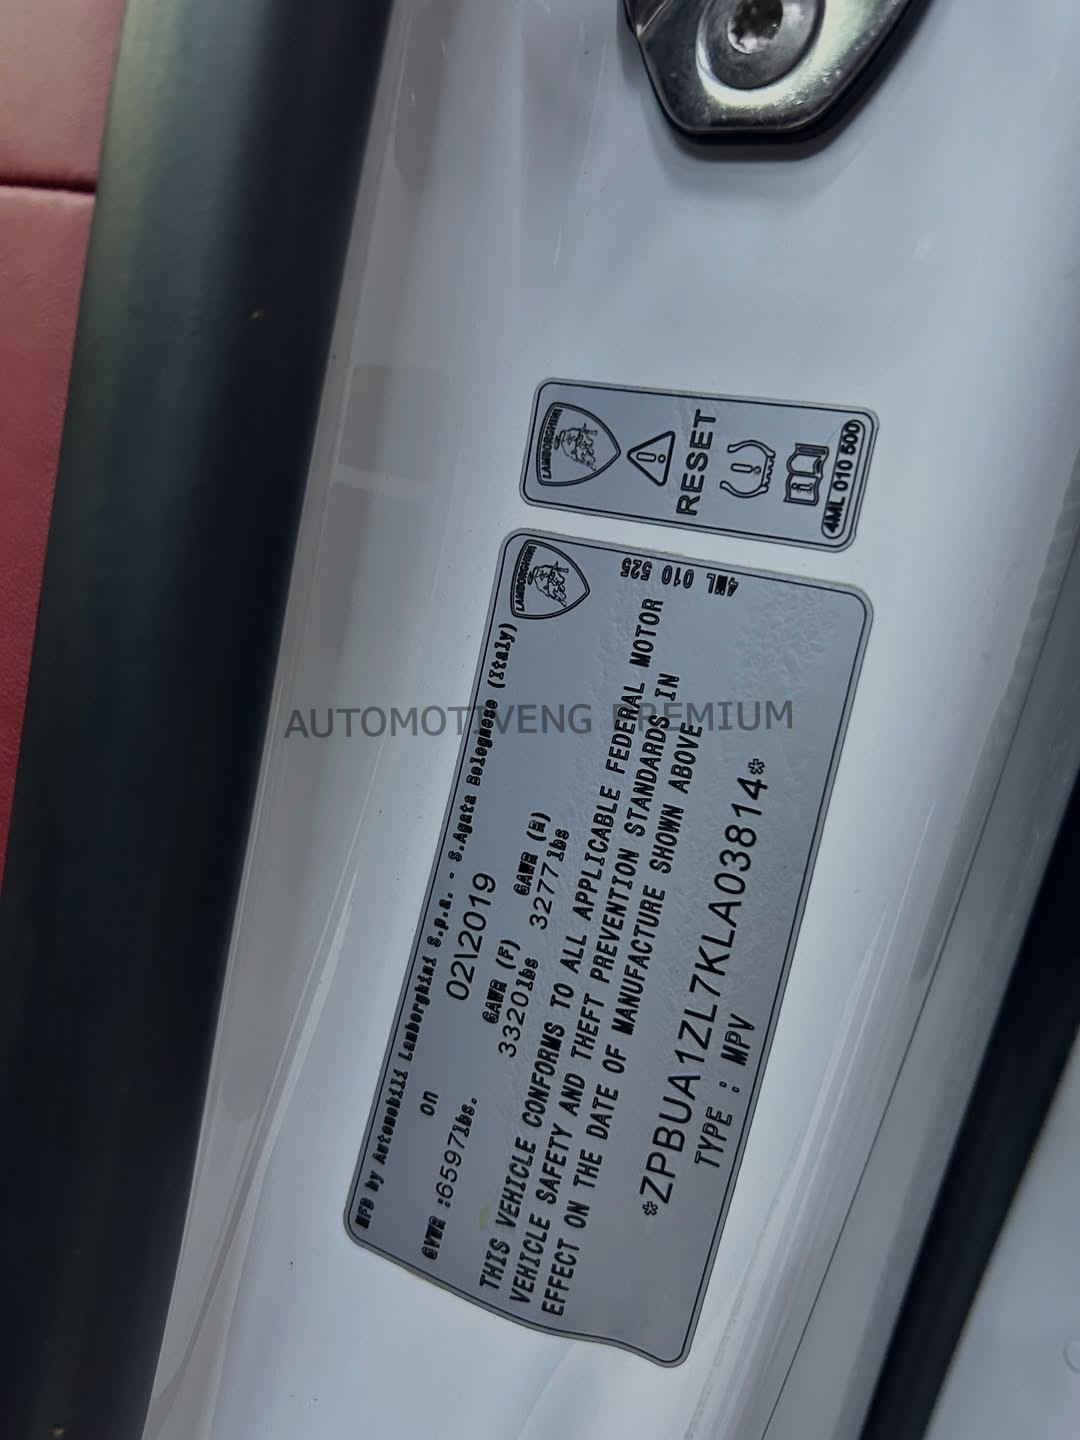 LAMBORGHINI
RESET
4ML 010 500
LAMBORGHINI
4ML 010 525
MFD by Automobili Lamborghini S.p.a. - S.Agata Bolognese (Italy)
on 02\2019
GVWR :6597lbs. GAWR (F) GAWR (R)
3320lbs 3277lbs
THIS VEHICLE CONFORMS TO ALL APPLICABLE FEDERAL MOTOR
VEHICLE SAFETY AND THEFT PREVENTION STANDARDS IN
EFFECT ON THE DATE OF MANUFACTURE SHOWN ABOVE
*ZPBUA1ZL7KLA03814*
TYPE : MPV
AUTOMOTIVENG PREMIUM